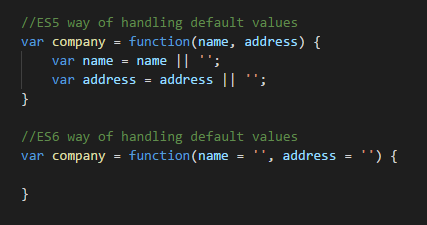 //ES5 way of handling default values
var company = function(name, address) {
    var name = name || '';
    var address = address || '';
}
//ES6 way of handling default values
var company = function(name = '', address = '') {
}